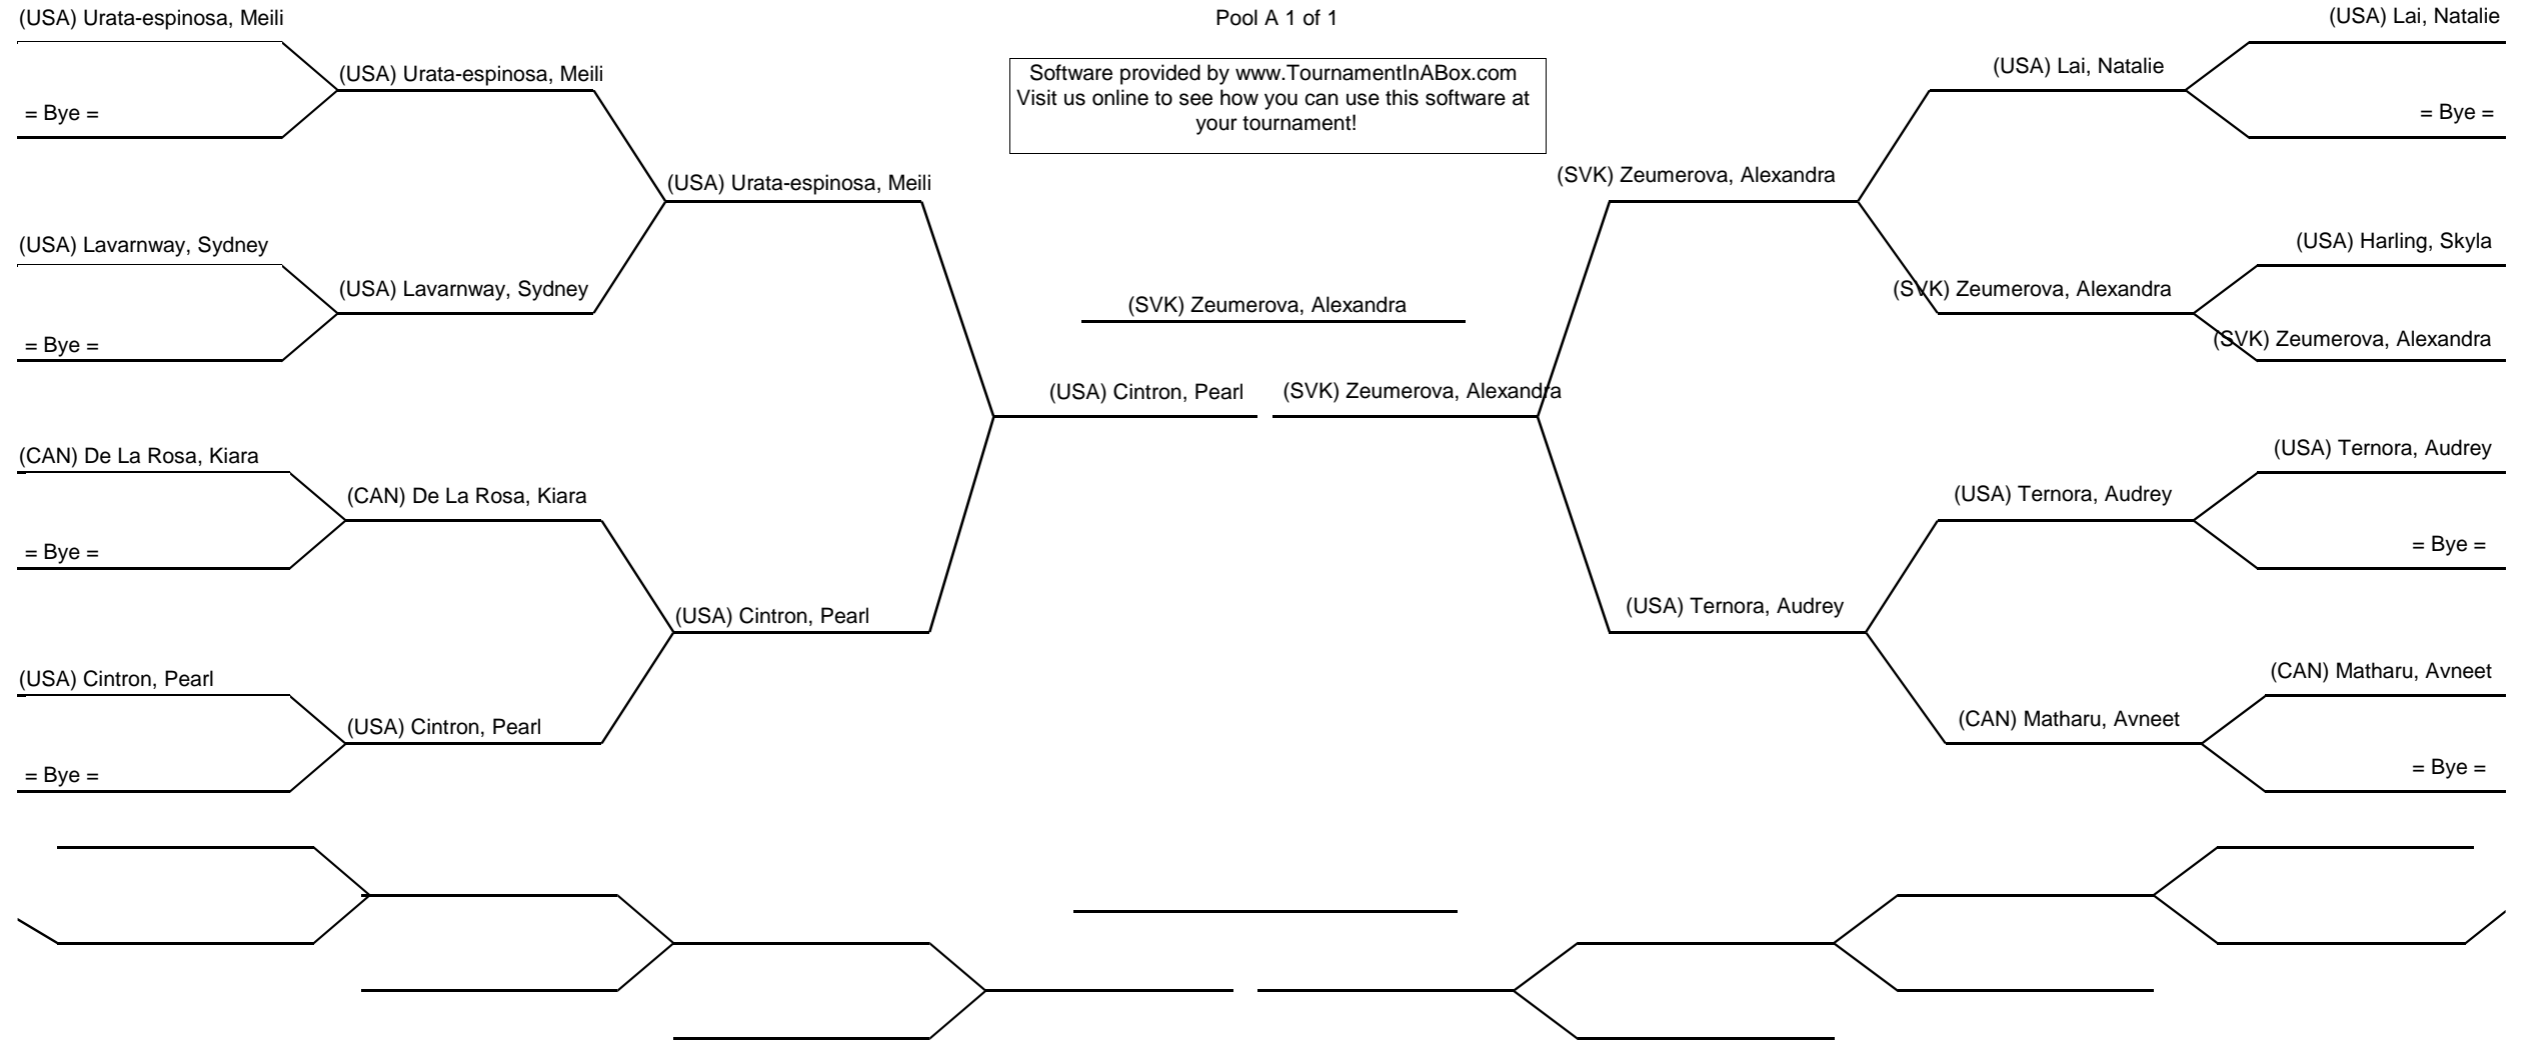 (USA) Urata-espinosa, Meili
= Bye =
(USA) Lavarnway, Sydney
= Bye =
(CAN) De La Rosa, Kiara
= Bye =
(USA) Cintron, Pearl
= Bye =
(USA) Urata-espinosa, Meili
(USA) Lavarnway, Sydney
(CAN) De La Rosa, Kiara
(USA) Cintron, Pearl
(USA) Urata-espinosa, Meili
(USA) Cintron, Pearl
Pool A 1 of 1
Software provided by www.TournamentInABox.com
Visit us online to see how you can use this software at
your tournament!
(SVK) Zeumerova, Alexandra
(USA) Cintron, Pearl
(SVK) Zeumerova, Alexandra
(SVK) Zeumerova, Alexandra
(USA) Ternora, Audrey
(USA) Lai, Natalie
(SVK) Zeumerova, Alexandra
(USA) Ternora, Audrey
(CAN) Matharu, Avneet
(USA) Lai, Natalie
= Bye =
(USA) Harling, Skyla
(SVK) Zeumerova, Alexandra
(USA) Ternora, Audrey
= Bye =
(CAN) Matharu, Avneet
= Bye =